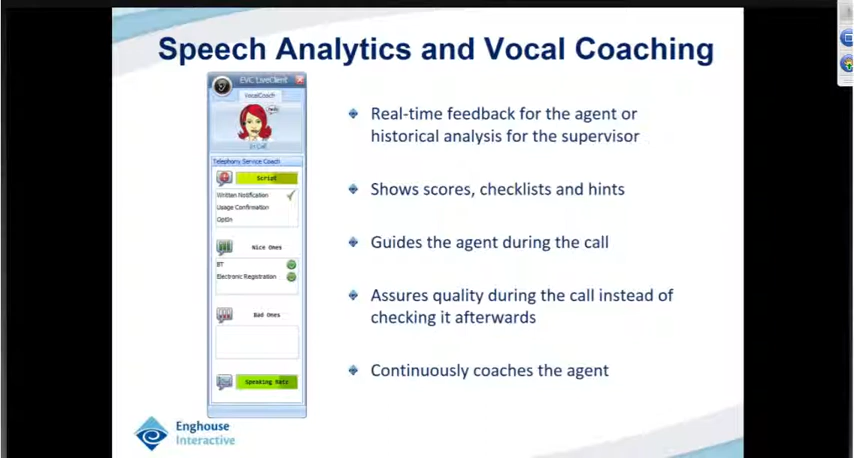 Speech Analytics and Vocal Coaching
EVC LiveClient
VocalCoach
Hello
In Call
Telephony Service Coach
Script
Written Notification
Usage Confirmation
OptIn
Nice Ones
BT
Electronic Registration
Bad Ones
Speaking Rate
Real-time feedback for the agent or
historical analysis for the supervisor
Shows scores, checklists and hints
Guides the agent during the call
Assures quality during the call instead of
checking it afterwards
Continuously coaches the agent
Enghouse
Interactive